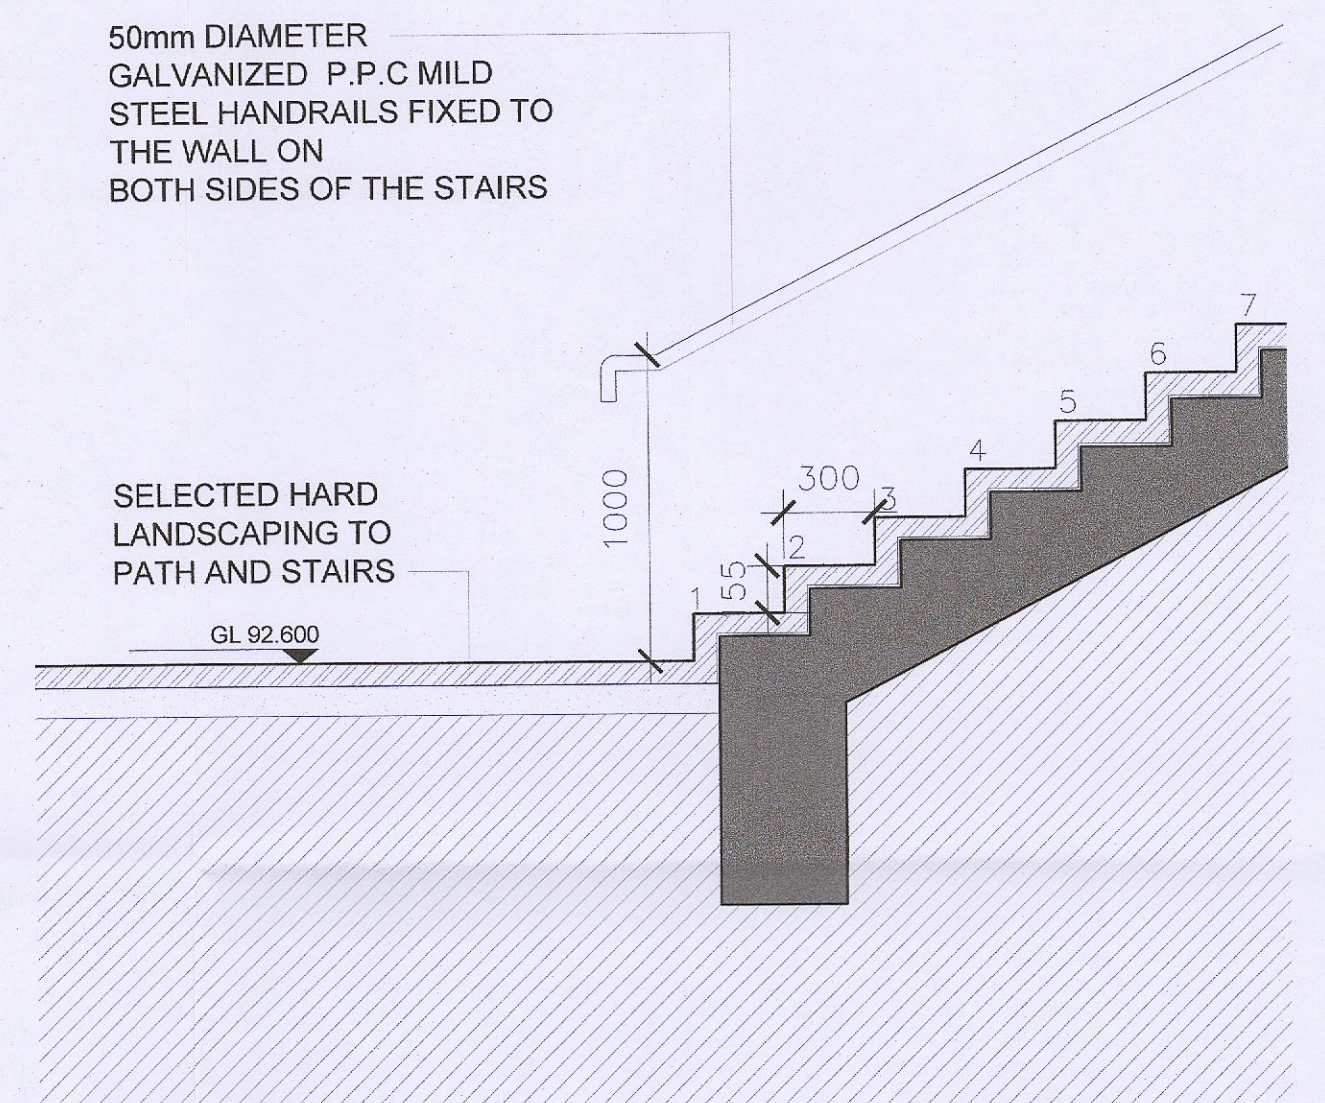 50mm DIAMETER
GALVANIZED P.P.C MILD
STEEL HANDRAILS FIXED TO
THE WALL ON
BOTH SIDES OF THE STAIRS
SELECTED HARD
LANDSCAPING TO
PATH AND STAIRS
GL 92.600
1000
300
55
1
2
3
4
5
6
7